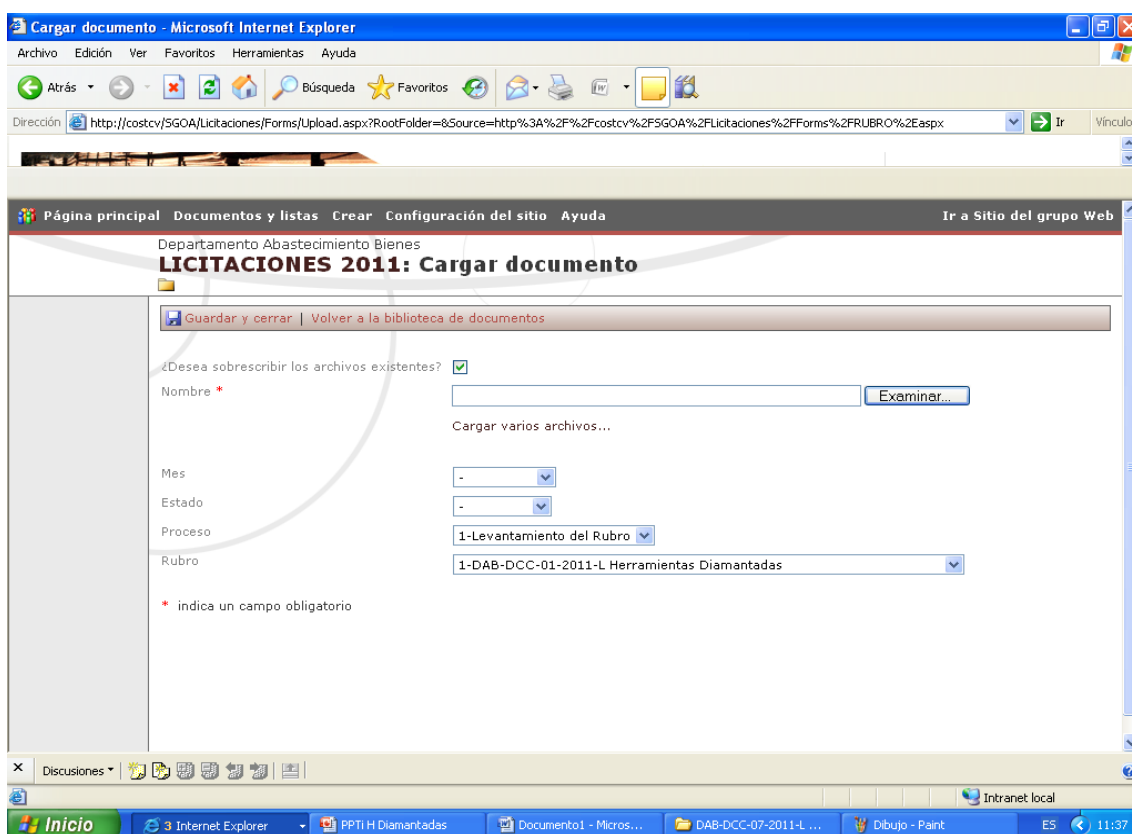 Cargar documento - Microsoft Internet Explorer
Archivo Edición Ver Favoritos Herramientas Ayuda
Atrás Búsqueda Favoritos
Dirección http://costcv/SGOA/Licitaciones/Forms/Upload.aspx?RootFolder=&Source=http%3A%2F%2Fcostcv%2FSGOA%2FLicitaciones%2FForms%2FRUBRO%2Easpx Ir Vínculo
Página principal Documentos y listas Crear Configuración del sitio Ayuda Ir a Sitio del grupo Web
Departamento Abastecimiento Bienes
LICITACIONES 2011: Cargar documento
Guardar y cerrar | Volver a la biblioteca de documentos
¿Desea sobrescribir los archivos existentes?
Nombre * Examinar...
Cargar varios archivos...
Mes -
Estado -
Proceso 1-Levantamiento del Rubro
Rubro 1-DAB-DCC-01-2011-L Herramientas Diamantadas
* indica un campo obligatorio
Discusiones
Intranet local
Inicio 3 Internet Explorer PPTi H Diamantadas Documento1 - Micros... DAB-DCC-07-2011-L ... Dibujo - Paint ES 11:37